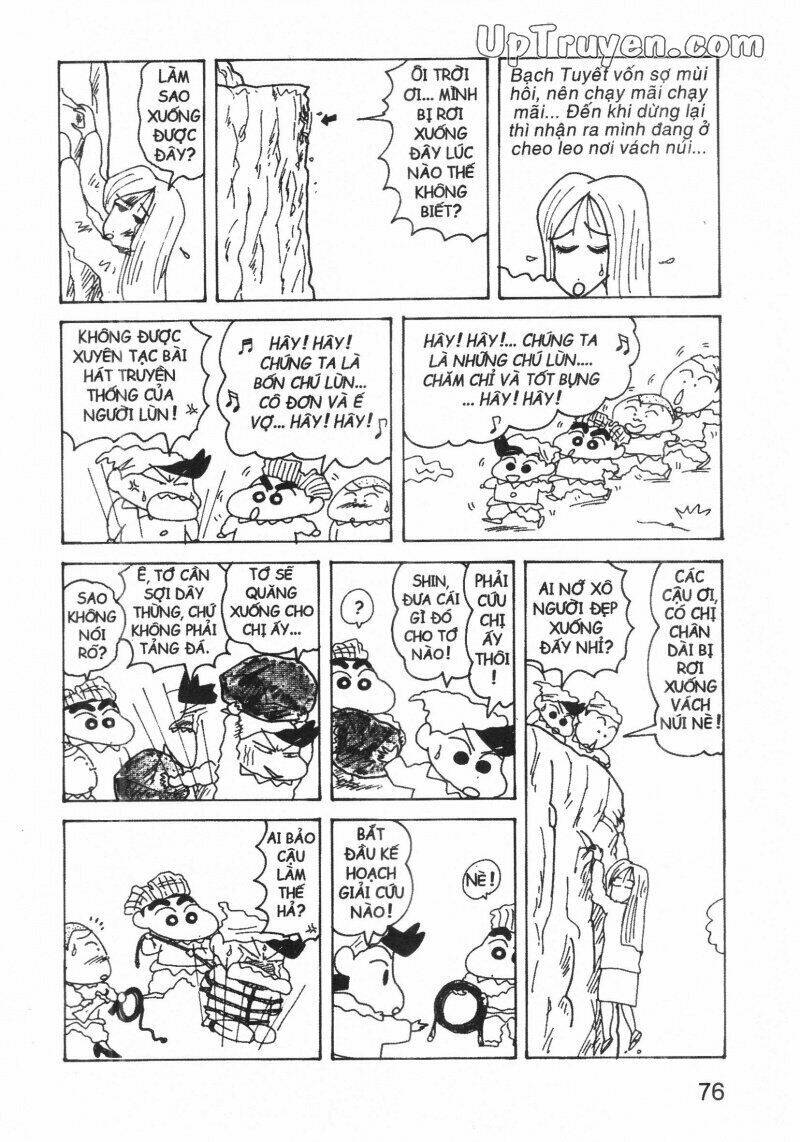 UpTruyen.com
Bạch Tuyết vốn sợ mùi
hôi, nên chạy mãi chạy
mãi... Đến khi dừng lại
thì nhận ra mình đang ở
cheo leo nơi vách núi...
ÔI TRỜI
ƠI... MÌNH
BỊ RƠI
XUỐNG
ĐÂY LÚC
NÀO THẾ
KHÔNG
BIẾT?
LÀM
SAO
XUỐNG
ĐƯỢC
ĐÂY?
HÂY! HÂY!... CHÚNG TA
LÀ NHỮNG CHÚ LÙN....
CHĂM CHỈ VÀ TỐT BỤNG
... HÂY! HÂY!
HÂY! HÂY!
CHÚNG TA LÀ
BỐN CHÚ LÙN...
CÔ ĐƠN VÀ Ế
VỢ... HÂY! HÂY!
KHÔNG ĐƯỢC
XUYÊN TẠC BÀI
HÁT TRUYỀN
THỐNG CỦA
NGƯỜI LÙN!
CÁC
CẬU ƠI,
CÓ CHỊ
CHÂN
DÀI BỊ
RƠI
XUỐNG
VÁCH
NÚI NÈ!
AI NỠ XÔ
NGƯỜI ĐẸP
XUỐNG
ĐẤY NHỈ?
PHẢI
CỨU
CHỊ
ẤY
THÔI!
SHIN,
ĐƯA CÁI
GÌ ĐÓ
CHO TỚ
NÀO!
?
TỚ SẼ
QUĂNG
XUỐNG CHO
CHỊ ẤY...
Ê, TỚ CẦN
SỢI DÂY
THỪNG, CHỨ
KHÔNG PHẢI
TẢNG ĐÁ.
SAO
KHÔNG
NÓI
RÕ?
NÈ!
BẮT
ĐẦU KẾ
HOẠCH
GIẢI CỨU
NÀO!
AI BẢO
CẬU
LÀM
THẾ
HẢ?
76